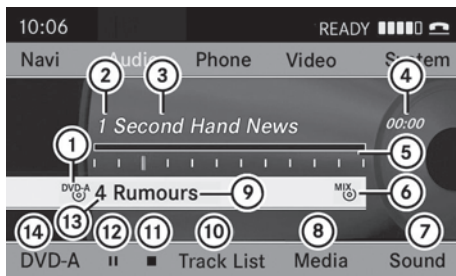 10:06 READY
Navi Audio Phone Video System
2 3 4
1 Second Hand News 00:00
1 5
DVD-A 4 Rumours 9 MIX 6
13
14 12 11 10 8 7
DVD-A Track List Media Sound